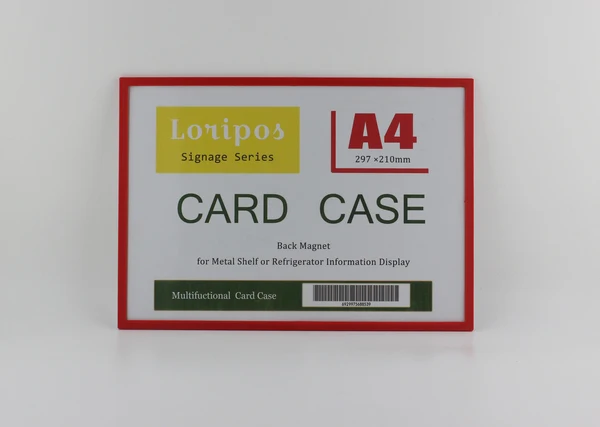 Loripos
Signage Series
A4
297 ×210mm
CARD CASE
Back Magnet
for Metal Shelf or Refrigerator Information Display
Multifuctional Card Case